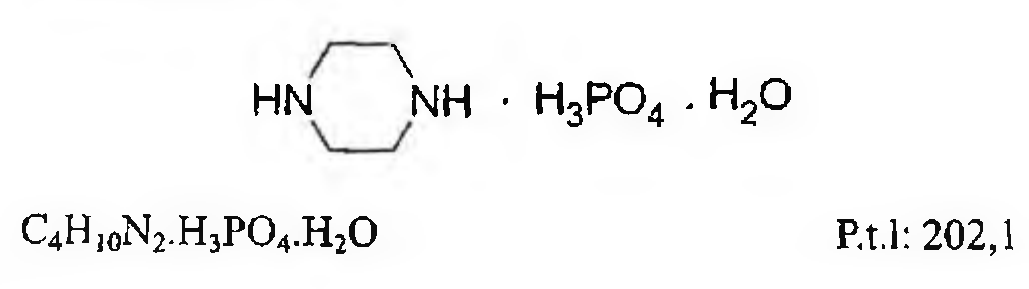 HN NH · H₃PO₄ . H₂O
C₄H₁₀N₂.H₃PO₄.H₂O P.t.l: 202,1